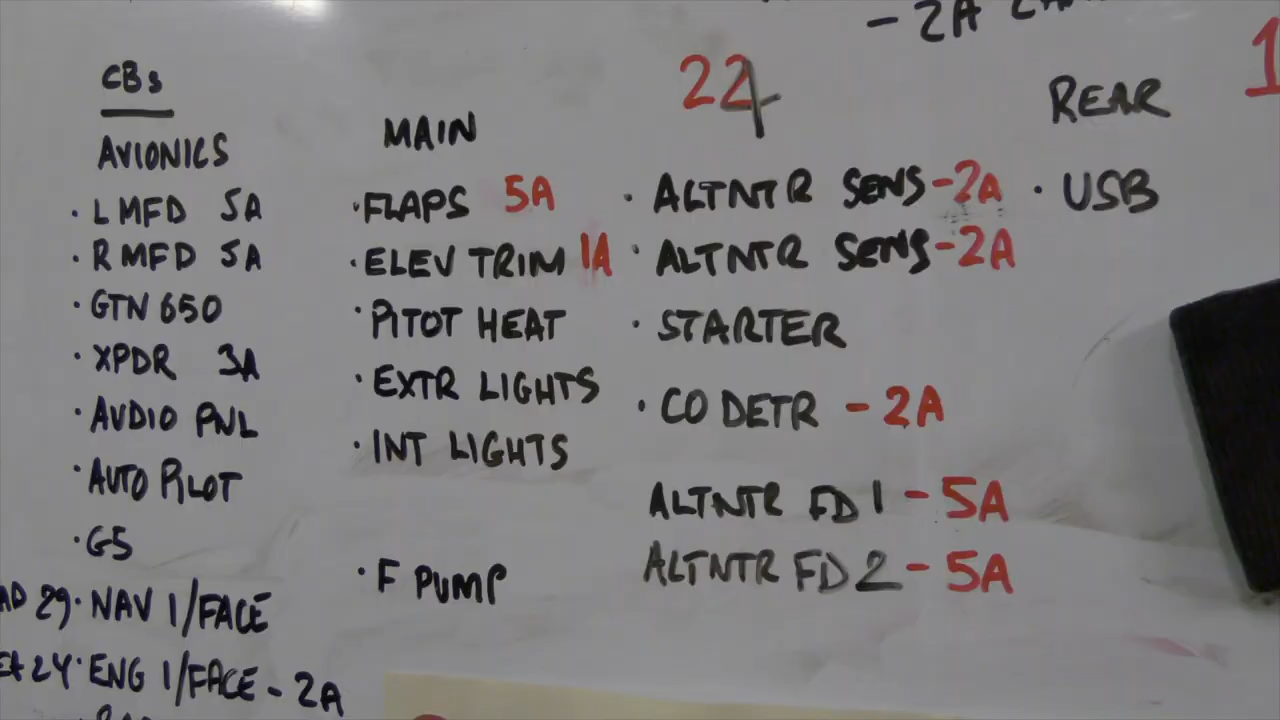 - 2A
CBs
AVIONICS
· LMFD 5A
· RMFD 5A
· GTN 650
· XPDR 3A
· AUDIO PNL
· AUTO PILOT
· G5
AD 29 · NAV 1/FACE
24 · ENG 1/FACE - 2A
MAIN
· FLAPS 5A
· ELEV TRIM 1A
· PITOT HEAT
· EXTR LIGHTS
· INT LIGHTS
· F PUMP
22
· ALTNTR SENS - 2A
· ALTNTR SENS - 2A
· STARTER
· CO DETR - 2A
ALTNTR FD 1 - 5A
ALTNTR FD 2 - 5A
REAR
· USB
1